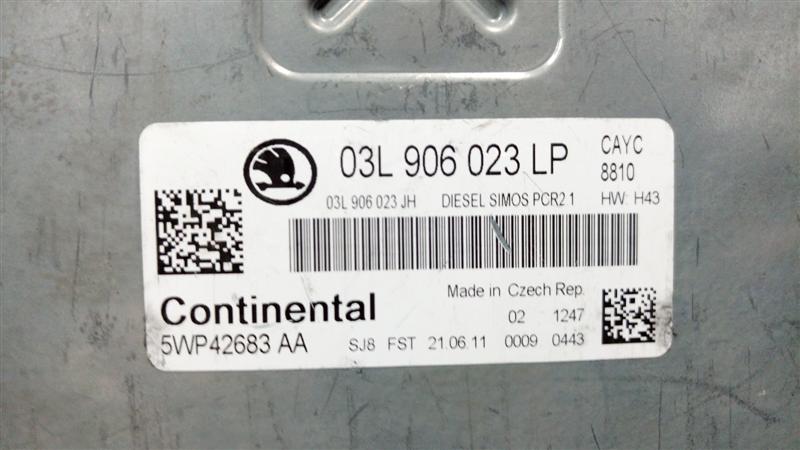 03L 906 023 LP CAYC
8810
03L 906 023 JH DIESEL SIMOS PCR2.1 HW: H43
Continental Made in Czech Rep.
02 1247
5WP42683 AA SJ8 FST 21.06.11 0009 0443